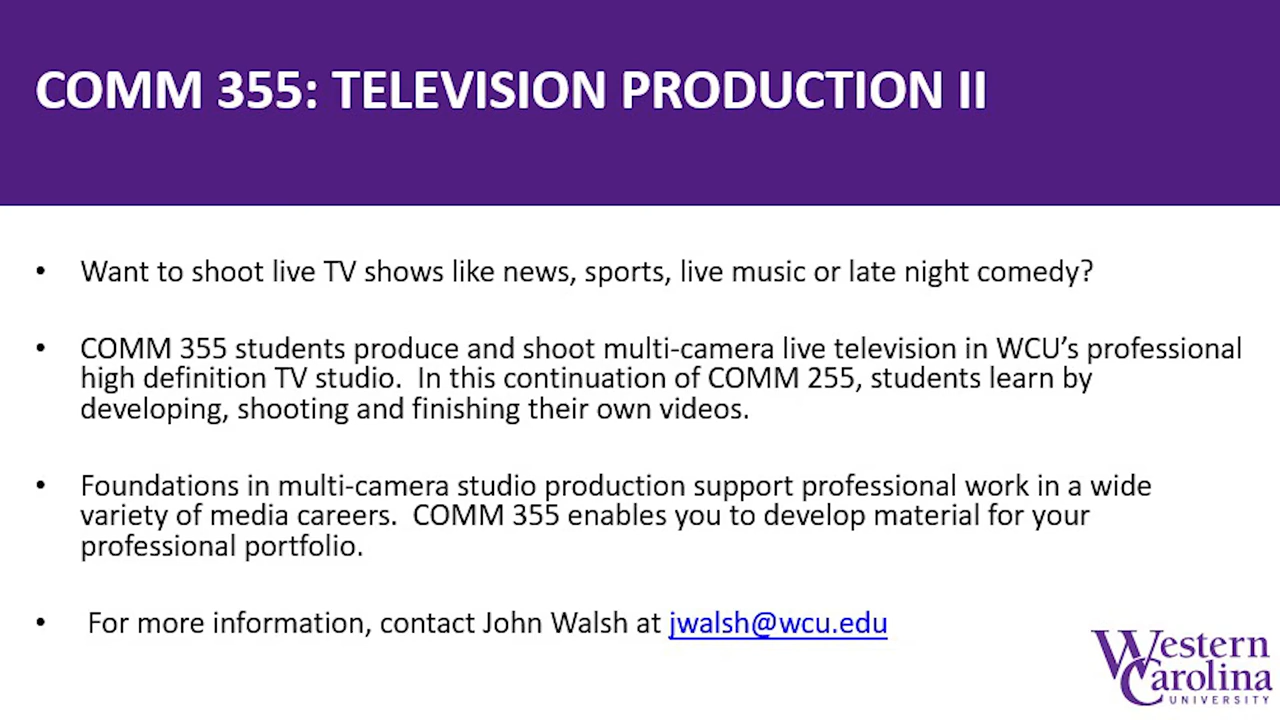 COMM 355: TELEVISION PRODUCTION II
• Want to shoot live TV shows like news, sports, live music or late night comedy?
• COMM 355 students produce and shoot multi-camera live television in WCU’s professional
high definition TV studio.  In this continuation of COMM 255, students learn by
developing, shooting and finishing their own videos.
• Foundations in multi-camera studio production support professional work in a wide
variety of media careers.  COMM 355 enables you to develop material for your
professional portfolio.
• For more information, contact John Walsh at jwalsh@wcu.edu
Western
Carolina
UNIVERSITY